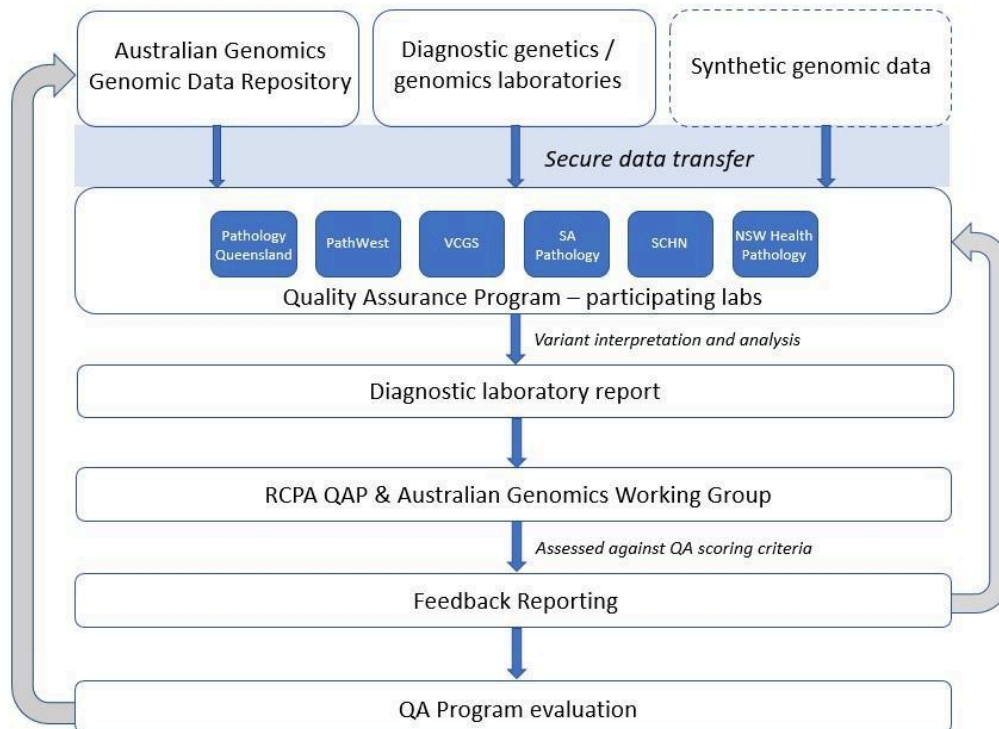 Australian Genomics
Genomic Data Repository
Diagnostic genetics /
genomics laboratories
Synthetic genomic data
Secure data transfer
Pathology
Queensland
PathWest
VCGS
SA
Pathology
SCHN
NSW Health
Pathology
Quality Assurance Program – participating labs
Variant interpretation and analysis
Diagnostic laboratory report
RCPA QAP & Australian Genomics Working Group
Assessed against QA scoring criteria
Feedback Reporting
QA Program evaluation